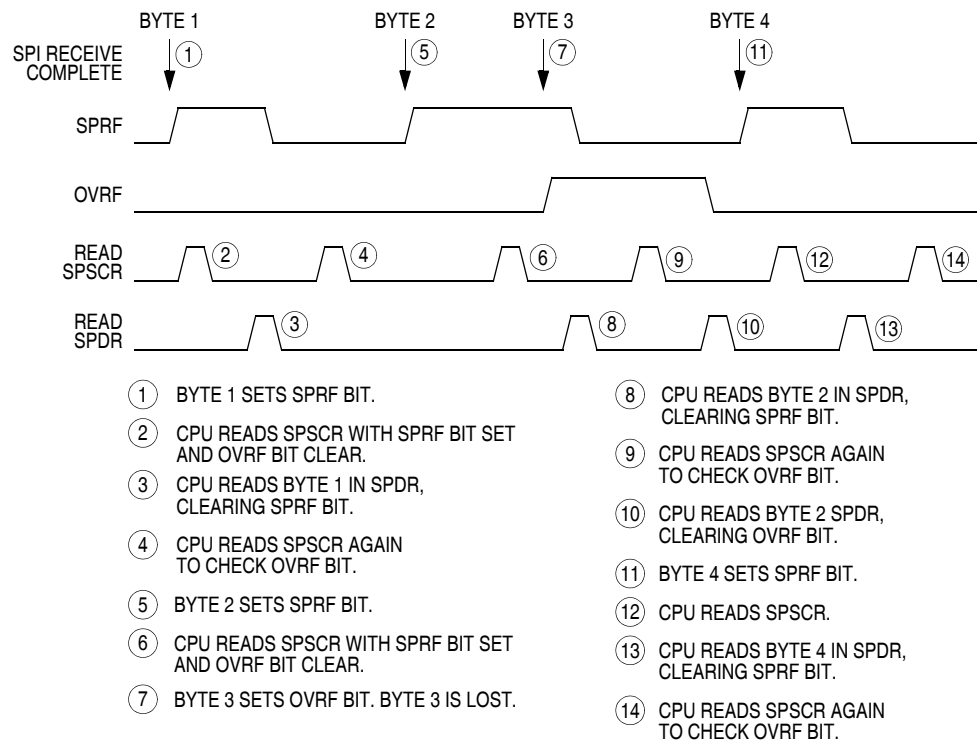 BYTE 1 BYTE 2 BYTE 3 BYTE 4
SPI RECEIVE
COMPLETE
1 5 7 11
SPRF
OVRF
READ
SPSCR
2 4 6 9 12 14
READ
SPDR
3 8 10 13
1 BYTE 1 SETS SPRF BIT.
2 CPU READS SPSCR WITH SPRF BIT SET
AND OVRF BIT CLEAR.
3 CPU READS BYTE 1 IN SPDR,
CLEARING SPRF BIT.
4 CPU READS SPSCR AGAIN
TO CHECK OVRF BIT.
5 BYTE 2 SETS SPRF BIT.
6 CPU READS SPSCR WITH SPRF BIT SET
AND OVRF BIT CLEAR.
7 BYTE 3 SETS OVRF BIT. BYTE 3 IS LOST.
8 CPU READS BYTE 2 IN SPDR,
CLEARING SPRF BIT.
9 CPU READS SPSCR AGAIN
TO CHECK OVRF BIT.
10 CPU READS BYTE 2 SPDR,
CLEARING OVRF BIT.
11 BYTE 4 SETS SPRF BIT.
12 CPU READS SPSCR.
13 CPU READS BYTE 4 IN SPDR,
CLEARING SPRF BIT.
14 CPU READS SPSCR AGAIN
TO CHECK OVRF BIT.